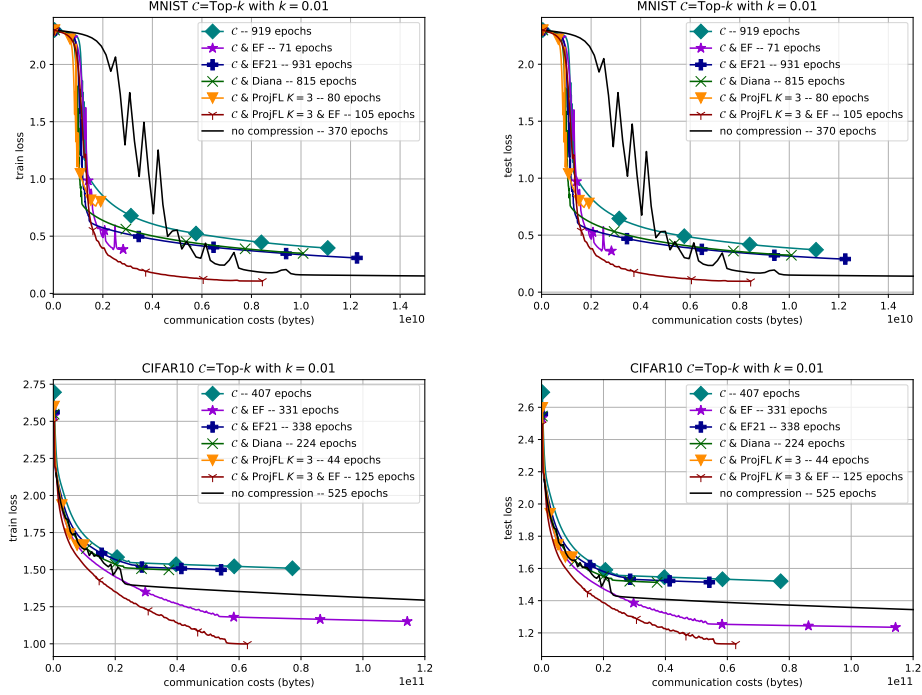 MNIST 𝒞=Top-k with k = 0.01
train loss
2.0
1.5
1.0
0.5
0.0
𝒞 -- 919 epochs
𝒞 & EF -- 71 epochs
𝒞 & EF21 -- 931 epochs
𝒞 & Diana -- 815 epochs
𝒞 & ProjFL K = 3 -- 80 epochs
𝒞 & ProjFL K = 3 & EF -- 105 epochs
no compression -- 370 epochs
0.0 0.2 0.4 0.6 0.8 1.0 1.2 1.4
1e10
communication costs (bytes)
MNIST 𝒞=Top-k with k = 0.01
test loss
2.0
1.5
1.0
0.5
0.0
𝒞 -- 919 epochs
𝒞 & EF -- 71 epochs
𝒞 & EF21 -- 931 epochs
𝒞 & Diana -- 815 epochs
𝒞 & ProjFL K = 3 -- 80 epochs
𝒞 & ProjFL K = 3 & EF -- 105 epochs
no compression -- 370 epochs
0.0 0.2 0.4 0.6 0.8 1.0 1.2 1.4
1e10
communication costs (bytes)
CIFAR10 𝒞=Top-k with k = 0.01
train loss
2.75
2.50
2.25
2.00
1.75
1.50
1.25
1.00
𝒞 -- 407 epochs
𝒞 & EF -- 331 epochs
𝒞 & EF21 -- 338 epochs
𝒞 & Diana -- 224 epochs
𝒞 & ProjFL K = 3 -- 44 epochs
𝒞 & ProjFL K = 3 & EF -- 125 epochs
no compression -- 525 epochs
0.0 0.2 0.4 0.6 0.8 1.0 1.2
1e11
communication costs (bytes)
CIFAR10 𝒞=Top-k with k = 0.01
test loss
2.6
2.4
2.2
2.0
1.8
1.6
1.4
1.2
𝒞 -- 407 epochs
𝒞 & EF -- 331 epochs
𝒞 & EF21 -- 338 epochs
𝒞 & Diana -- 224 epochs
𝒞 & ProjFL K = 3 -- 44 epochs
𝒞 & ProjFL K = 3 & EF -- 125 epochs
no compression -- 525 epochs
0.0 0.2 0.4 0.6 0.8 1.0 1.2
1e11
communication costs (bytes)